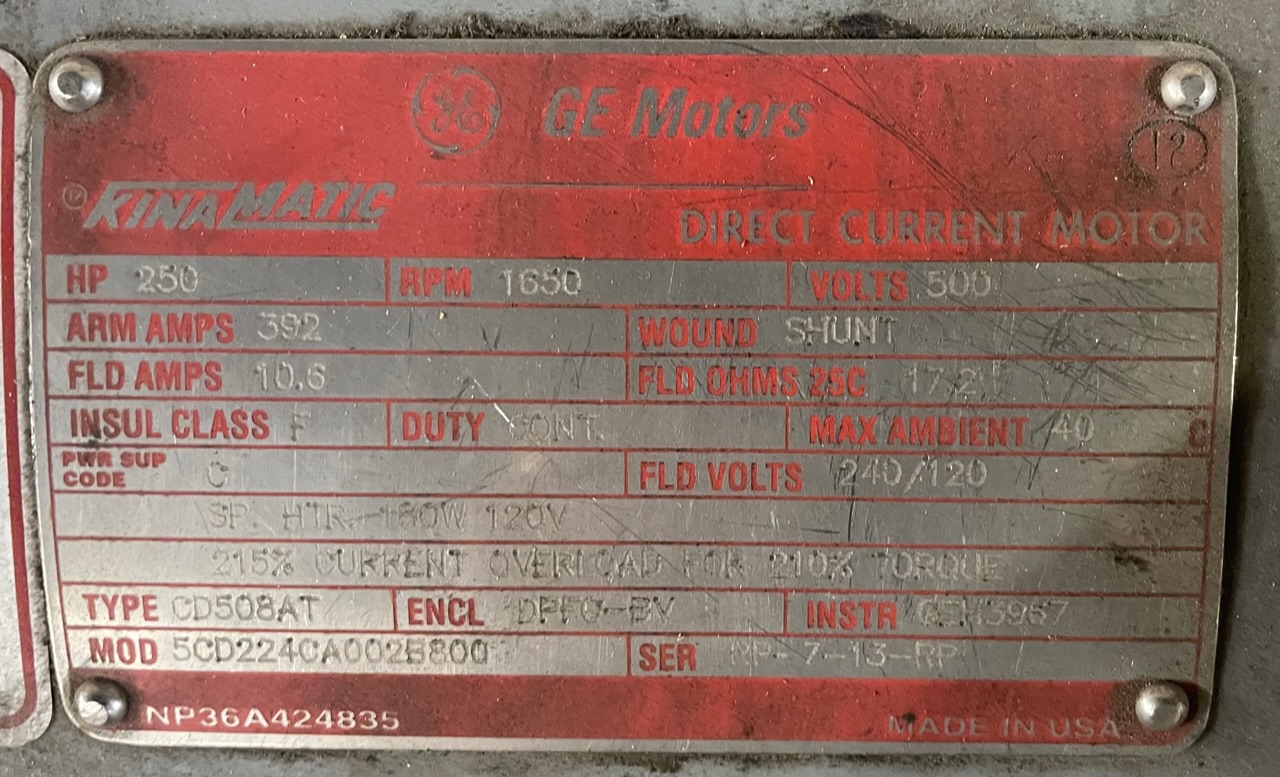 GE GE Motors
12
® KINAMATIC
DIRECT CURRENT MOTOR
HP 250 RPM 1650 VOLTS 500
ARM AMPS 392 WOUND SHUNT
FLD AMPS 10.6 FLD OHMS 25C 17.2
INSUL CLASS F DUTY CONT. MAX AMBIENT 40 C
PWR SUP CODE C FLD VOLTS 240/120
SP. HTR. 120V
215% CURRENT OVERLOAD FOR 210% TORQUE
TYPE CD508AT ENCL DPFG-BV INSTR GEH3967
MOD 5CD224CA002B800 SER
NP36A424835 MADE IN USA